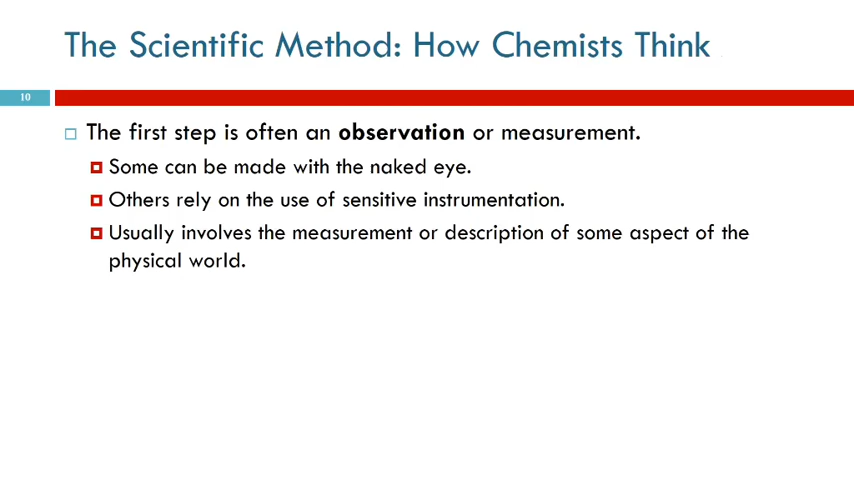 The Scientific Method: How Chemists Think
10
The first step is often an observation or measurement.
Some can be made with the naked eye.
Others rely on the use of sensitive instrumentation.
Usually involves the measurement or description of some aspect of the
physical world.